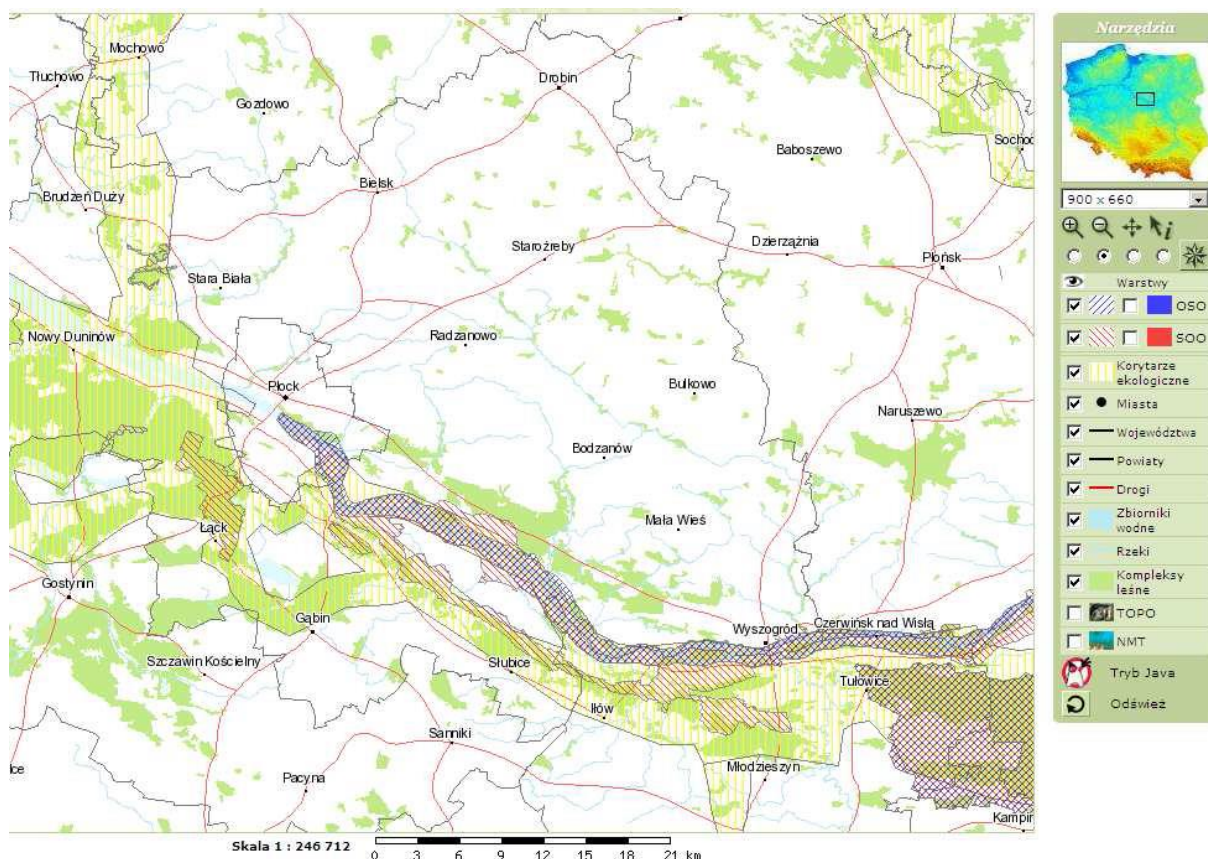 Mochowo
Tłuchowo
Gozdowo
Drobin
Sochoc
Baboszewo
Bielsk
Brudzeń Duży
Staroźreby
Dzierzążnia
Płońsk
Stara Biała
Nowy Duninów
Radzanowo
Płock
Bulkowo
Naruszewo
Bodzanów
Mała Wieś
Łąck
Gostynin
Gąbin
Wyszogród
Czerwińsk nad Wisłą
Szczawin Kościelny
Słubice
Tułowice
Iłów
Sanniki
Młodzieszyn
Pacyna
Kampin
Skala 1 : 246 712
0 3 6 9 12 15 18 21 km
Narzędzia
900 x 660
Warstwy
OSO
SOO
Korytarze
ekologiczne
Miasta
Województwa
Powiaty
Drogi
Zbiorniki
wodne
Rzeki
Kompleksy
leśne
TOPO
NMT
Tryb Java
Odśwież